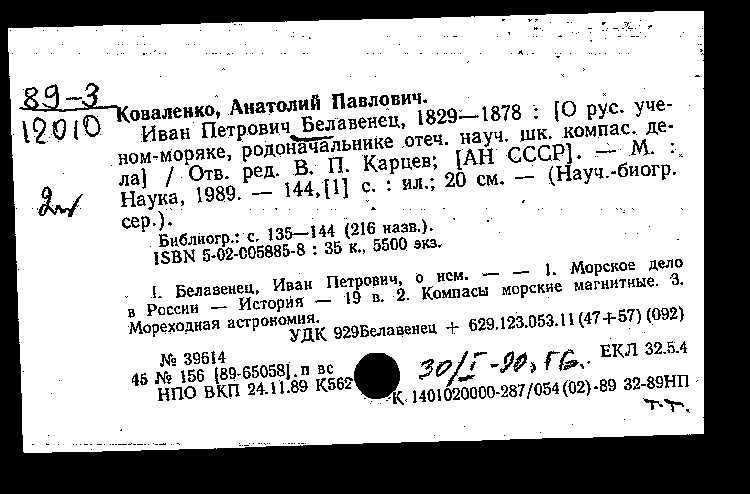 89-3
12010
2м
Коваленко, Анатолий Павлович.
Иван Петрович Белавенец, 1829—1878 : [О рус. уче-
ном-моряке, родоначальнике отеч. науч. шк. компас. де-
ла] / Отв. ред. В. П. Карцев; [АН СССР]. — М. :
Наука, 1989. — 144,[1] с. : ил.; 20 см. — (Науч.-биогр.
сер.).
Библиогр.: с. 135—144 (216 назв.).
ISBN 5-02-005885-8 : 35 к., 5500 экз.
1. Белавенец, Иван Петрович, о нем. — — 1. Морское дело
в России — История — 19 в. 2. Компасы морские магнитные. 3.
Мореходная астрономия.
УДК 929Белавенец + 629.123.053.11(47+57)(092)
№ 39614
45 № 156 [89-65058] п вс
НПО ВКП 24.11.89 К562
30/I-90, ГБ.
ЕКЛ 32.5.4
К 1401020000-287/054(02)-89 32-89НП
т.т.